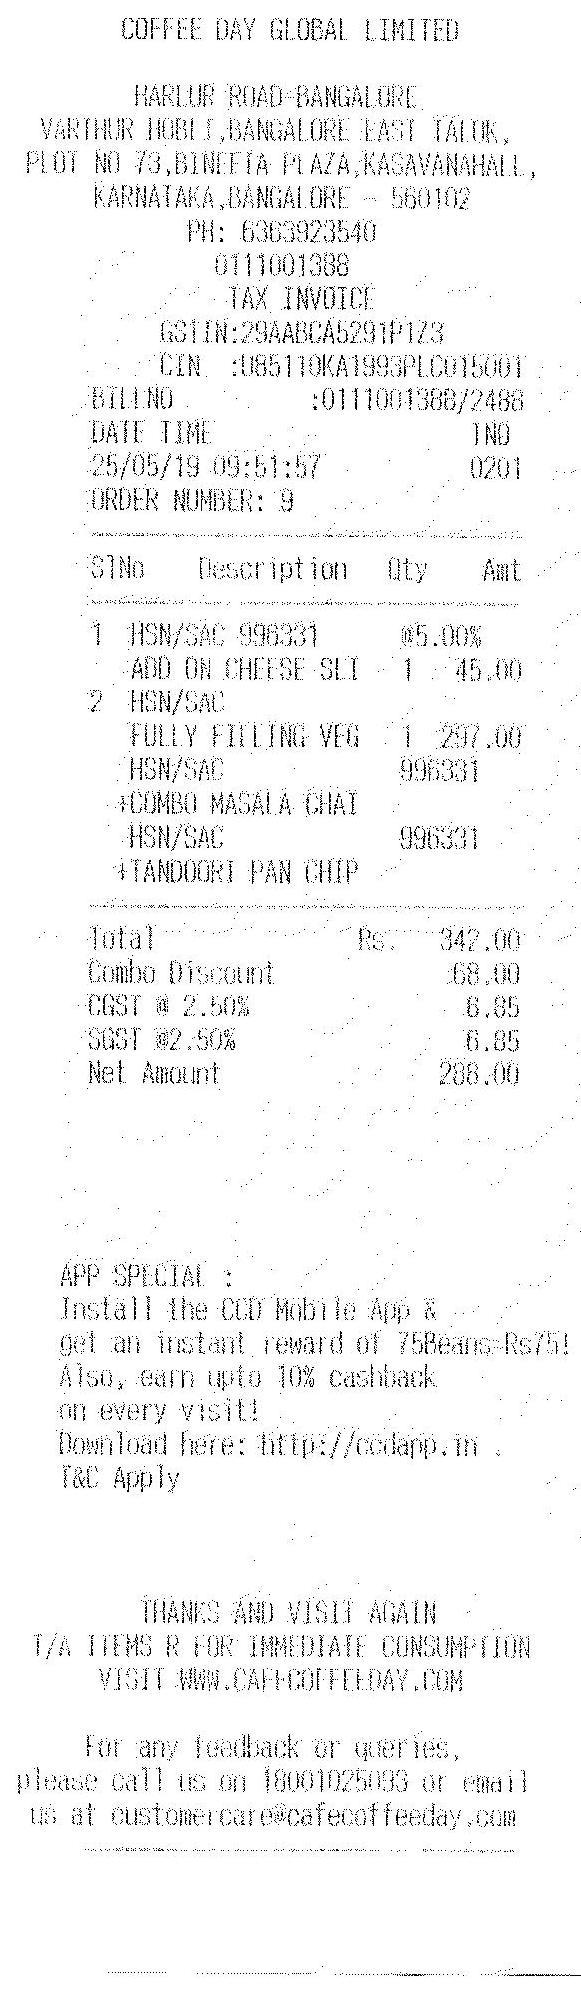 COFFEE DAY GLOBAL LIMITED
HARLUR ROAD-BANGALORE
VARTHUR HOBLI,BANGALORE EAST TALUK,
PLOT NO 73,BINEETA PLAZA,KASAVANAHALL,
KARNATAKA,BANGALORE - 560102
PH: 6363923540
0111001388
TAX INVOICE
GSTIN:29AABCA5291P1Z3
CIN :U85110KA1993PLC015001
BILLNO :0111001388/2488
DATE TIME TNO
25/05/19 09:51:57 0201
ORDER NUMBER: 9
SlNo Description Qty Amt
1 HSN/SAC 996331 @5.00%
ADD ON CHEESE SLI 1 45.00
2 HSN/SAC
FULLY FILLING VEG 1 297.00
HSN/SAC 996331
+COMBO MASALA CHAI
HSN/SAC 996331
+TANDOORI PAN CHIP
Total Rs. 342.00
Combo Discount 68.00
CGST @ 2.50% 6.85
SGST @2.50% 6.85
Net Amount 288.00
APP SPECIAL :
Install the CCD Mobile App &
get an instant reward of 75Beans=Rs75!
Also, earn upto 10% cashback
on every visit!
Download here: http://ccdapp.in
T&C Apply
THANKS AND VISIT AGAIN
T/A ITEMS R FOR IMMEDIATE CONSUMPTION
VISIT WWW.CAFECOFFEEDAY.COM
For any feedback or queries,
please call us on 18001025093 or email
us at customercare@cafecoffeeday.com